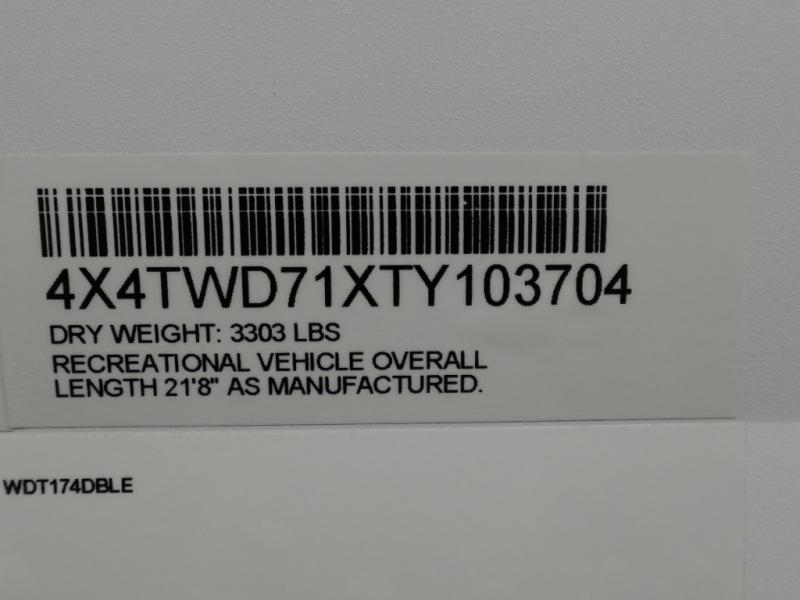 4X4TWD71XTY103704
DRY WEIGHT: 3303 LBS
RECREATIONAL VEHICLE OVERALL
LENGTH 21'8" AS MANUFACTURED.
WDT174DBLE